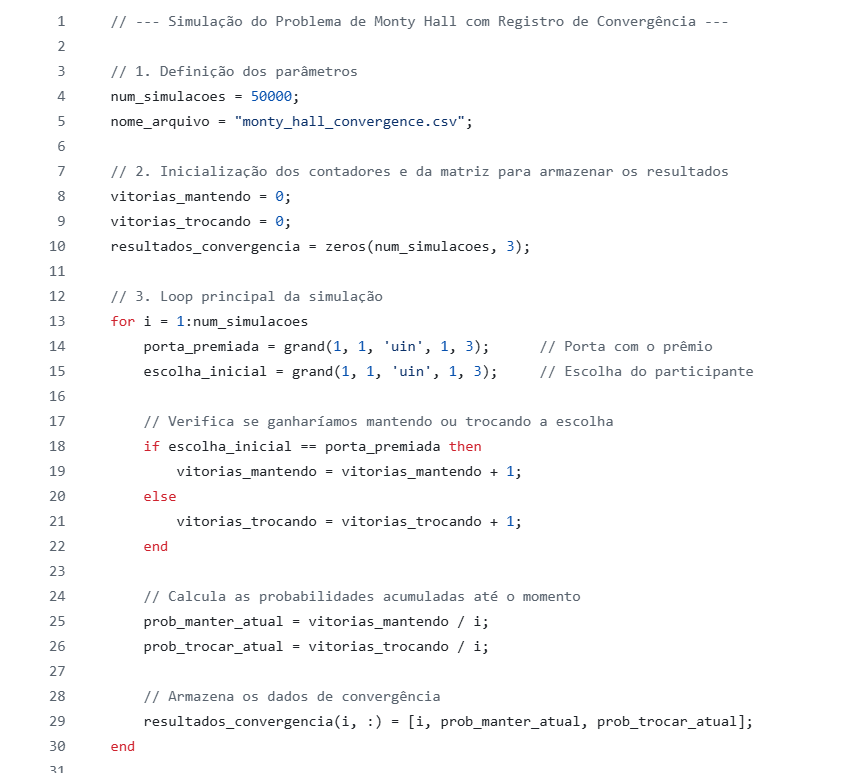 1 // --- Simulação do Problema de Monty Hall com Registro de Convergência ---
2
3 // 1. Definição dos parâmetros
4 num_simulacoes = 50000;
5 nome_arquivo = "monty_hall_convergence.csv";
6
7 // 2. Inicialização dos contadores e da matriz para armazenar os resultados
8 vitorias_mantendo = 0;
9 vitorias_trocando = 0;
10 resultados_convergencia = zeros(num_simulacoes, 3);
11
12 // 3. Loop principal da simulação
13 for i = 1:num_simulacoes
14     porta_premiada = grand(1, 1, 'uin', 1, 3);      // Porta com o prêmio
15     escolha_inicial = grand(1, 1, 'uin', 1, 3);     // Escolha do participante
16
17     // Verifica se ganharíamos mantendo ou trocando a escolha
18     if escolha_inicial == porta_premiada then
19         vitorias_mantendo = vitorias_mantendo + 1;
20     else
21         vitorias_trocando = vitorias_trocando + 1;
22     end
23
24     // Calcula as probabilidades acumuladas até o momento
25     prob_manter_atual = vitorias_mantendo / i;
26     prob_trocar_atual = vitorias_trocando / i;
27
28     // Armazena os dados de convergência
29     resultados_convergencia(i, :) = [i, prob_manter_atual, prob_trocar_atual];
30 end
31